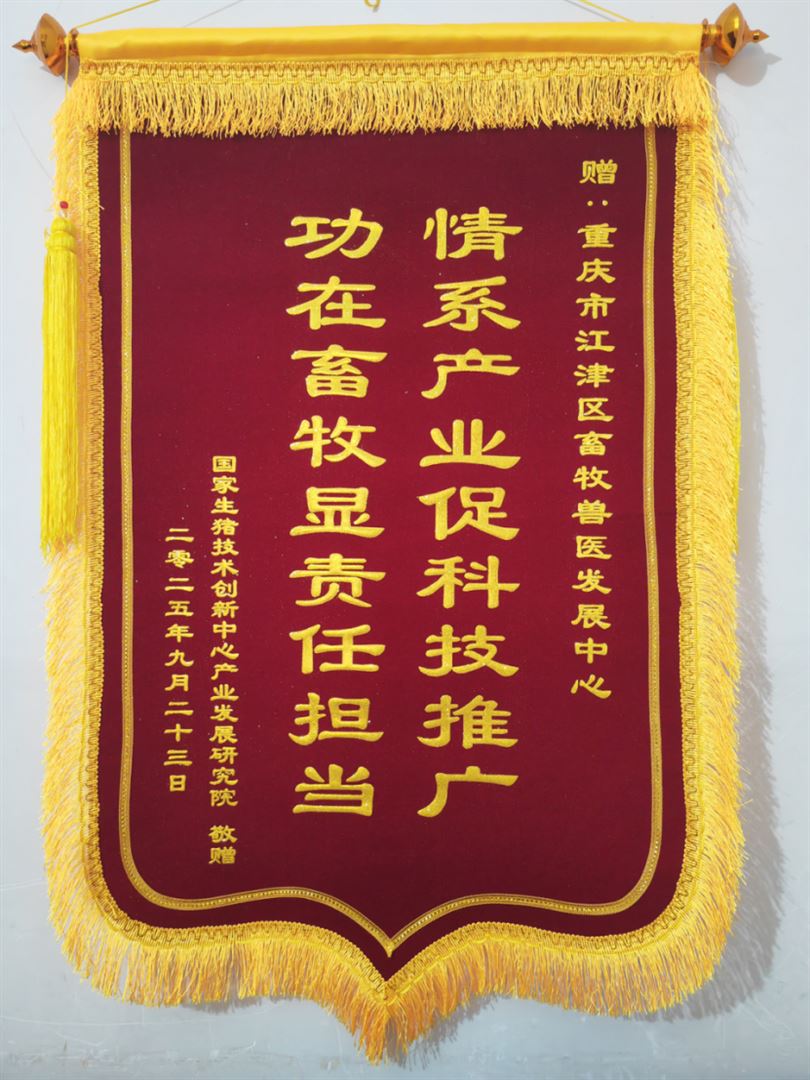 赠：重庆市江津区畜牧兽医发展中心
情系产业促科技推广
功在畜牧显责任担当
国家生猪技术创新中心产业发展研究院 敬赠
二零二五年九月二十三日